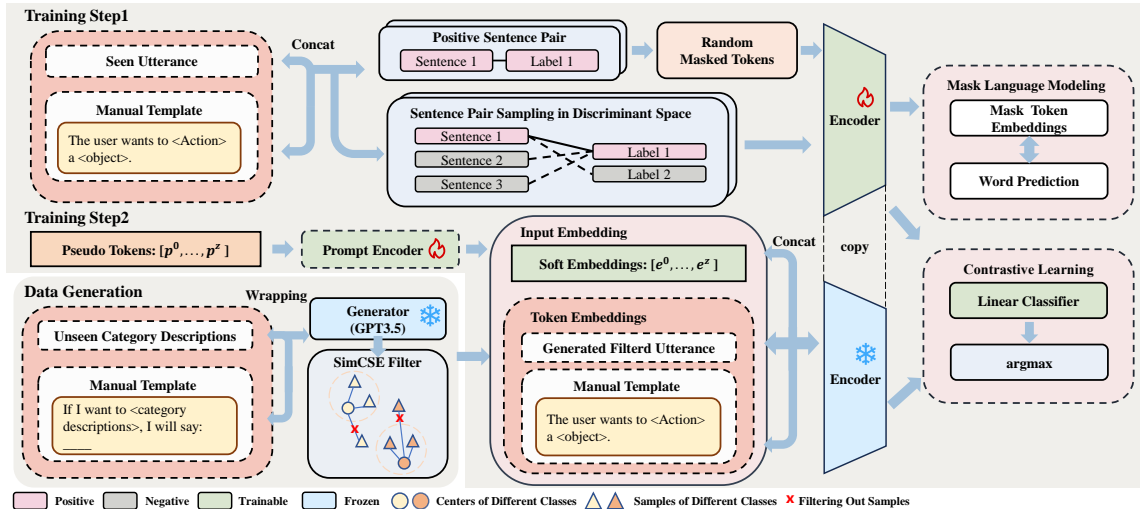 Training Step1
Seen Utterance
Manual Template
The user wants to <Action>
a <object>.
Concat
Positive Sentence Pair
Sentence 1
Label 1
Random
Masked Tokens
Sentence Pair Sampling in Discriminant Space
Sentence 1
Sentence 2
Sentence 3
Label 1
Label 2
Encoder
Mask Language Modeling
Mask Token
Embeddings
Word Prediction
Training Step2
Pseudo Tokens: [p⁰,..., pᶻ ]
Prompt Encoder
Input Embedding
Soft Embeddings: [e⁰,..., eᶻ ]
Token Embeddings
Generated Filterd Utterance
Manual Template
The user wants to <Action>
a <object>.
Concat
copy
Encoder
Contrastive Learning
Linear Classifier
argmax
Data Generation
Unseen Category Descriptions
Manual Template
If I want to <category
descriptions>, I will say:
____
Wrapping
Generator
(GPT3.5)
SimCSE Filter
x
x
Positive
Negative
Trainable
Frozen
Centers of Different Classes
Samples of Different Classes
x Filtering Out Samples